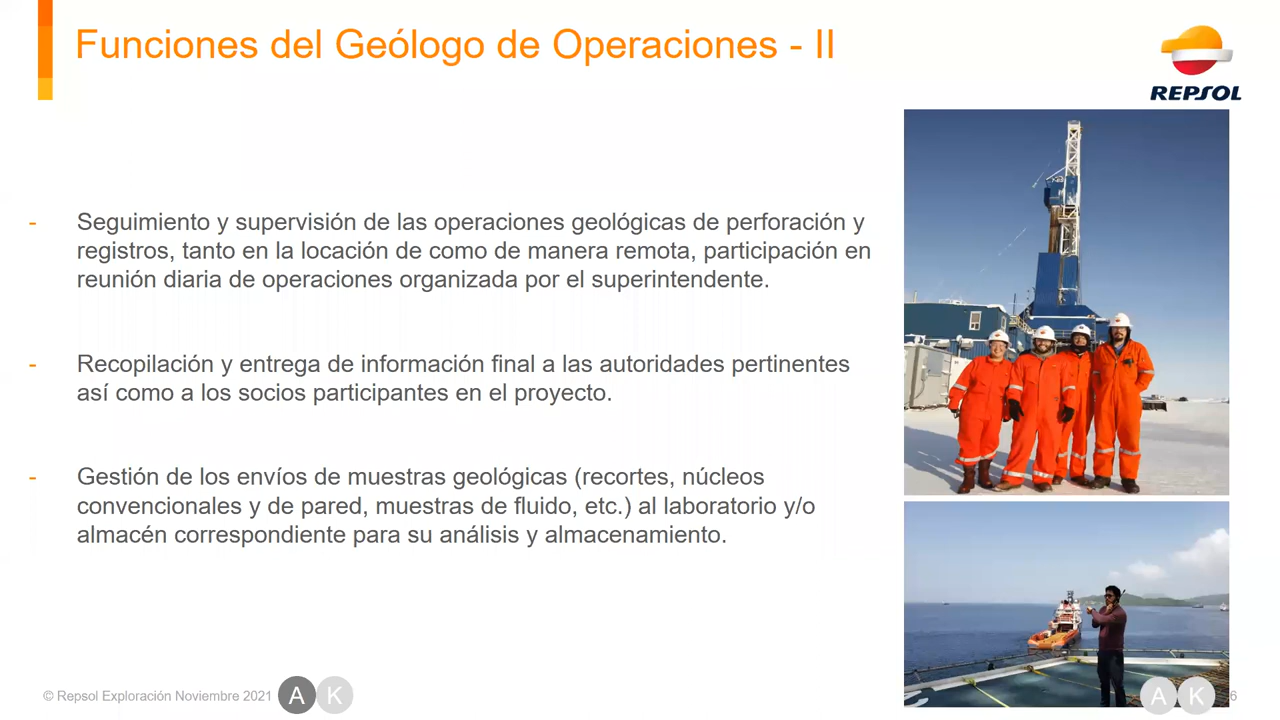 Funciones del Geólogo de Operaciones - II
REPSOL
- Seguimiento y supervisión de las operaciones geológicas de perforación y
registros, tanto en la locación de como de manera remota, participación en
reunión diaria de operaciones organizada por el superintendente.
- Recopilación y entrega de información final a las autoridades pertinentes
así como a los socios participantes en el proyecto.
- Gestión de los envíos de muestras geológicas (recortes, núcleos
convencionales y de pared, muestras de fluido, etc.) al laboratorio y/o
almacén correspondiente para su análisis y almacenamiento.
© Repsol Exploración Noviembre 2021
A K
A K
6